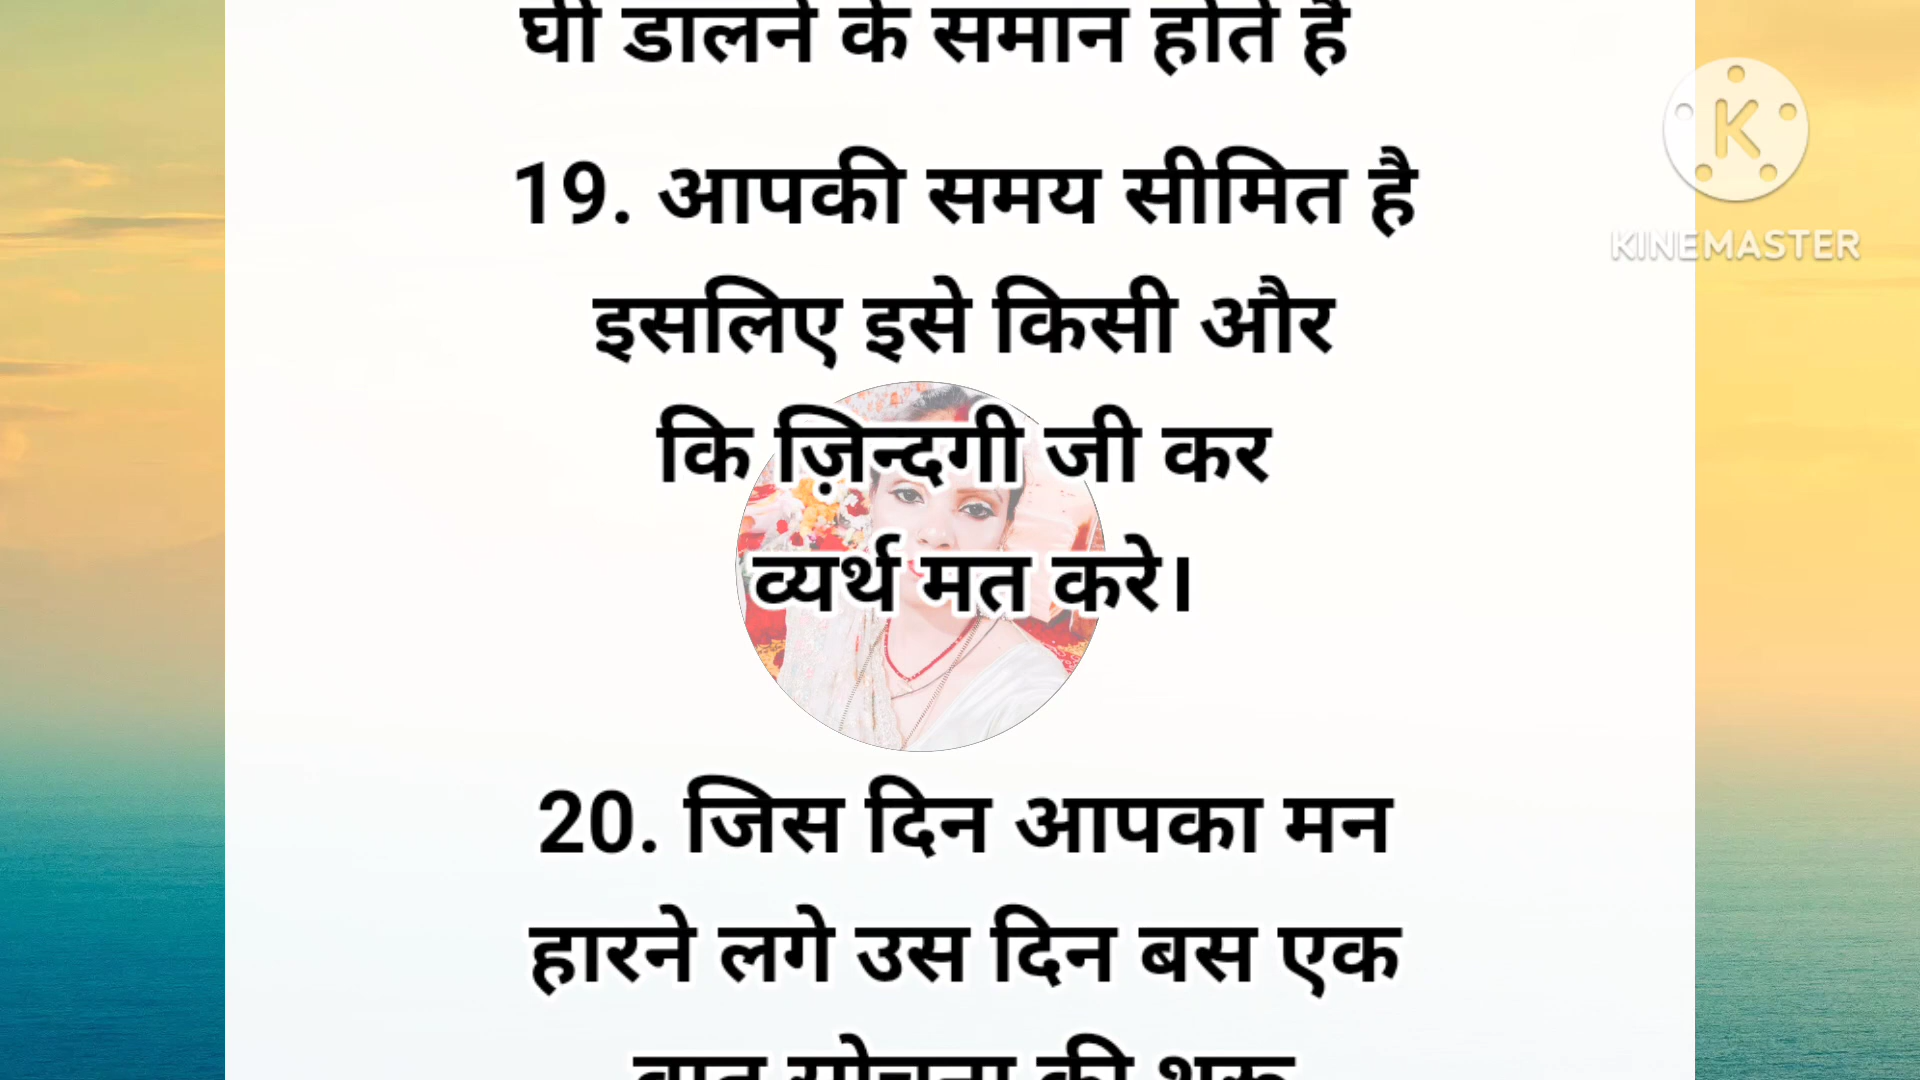 घी डालने के समान होते है
19. आपकी समय सीमित है
KINEMASTER
इसलिए इसे किसी और
कि ज़िन्दगी जी कर
व्यर्थ मत करे।
20. जिस दिन आपका मन
हारने लगे उस दिन बस एक